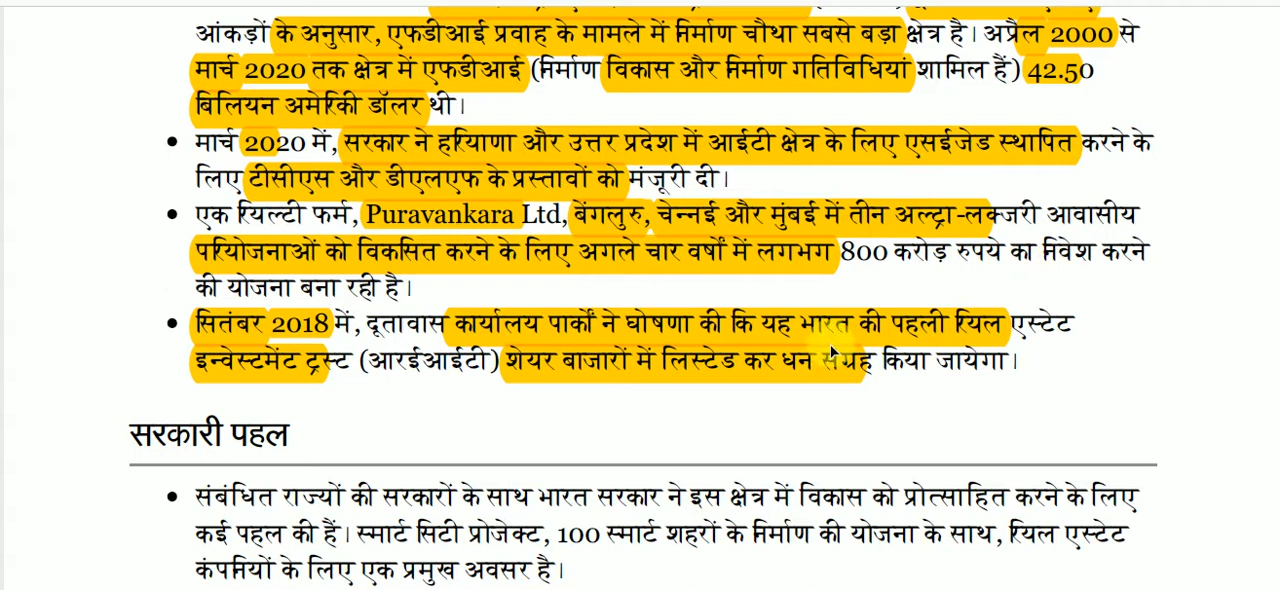 आंकड़ों के अनुसार, एफडीआई प्रवाह के मामले में निर्माण चौथा सबसे बड़ा क्षेत्र है। अप्रैल 2000 से
मार्च 2020 तक क्षेत्र में एफडीआई (निर्माण विकास और निर्माण गतिविधियां शामिल हैं) 42.50
बिलियन अमेरिकी डॉलर थी।
• मार्च 2020 में, सरकार ने हरियाणा और उत्तर प्रदेश में आईटी क्षेत्र के लिए एसईजेड स्थापित करने के
लिए टीसीएस और डीएलएफ के प्रस्तावों को मंजूरी दी।
• एक रियल्टी फर्म, Puravankara Ltd, बेंगलुरु, चेन्नई और मुंबई में तीन अल्ट्रा-लक्जरी आवासीय
परियोजनाओं को विकसित करने के लिए अगले चार वर्षों में लगभग 800 करोड़ रुपये का निवेश करने
की योजना बना रही है।
• सितंबर 2018 में, दूतावास कार्यालय पार्कों ने घोषणा की कि यह भारत की पहली रियल एस्टेट
इन्वेस्टमेंट ट्रस्ट (आरईआईटी) शेयर बाजारों में लिस्टेड कर धन संग्रह किया जायेगा।
सरकारी पहल
• संबंधित राज्यों की सरकारों के साथ भारत सरकार ने इस क्षेत्र में विकास को प्रोत्साहित करने के लिए
कई पहल की हैं। स्मार्ट सिटी प्रोजेक्ट, 100 स्मार्ट शहरों के निर्माण की योजना के साथ, रियल एस्टेट
कंपनियों के लिए एक प्रमुख अवसर है।